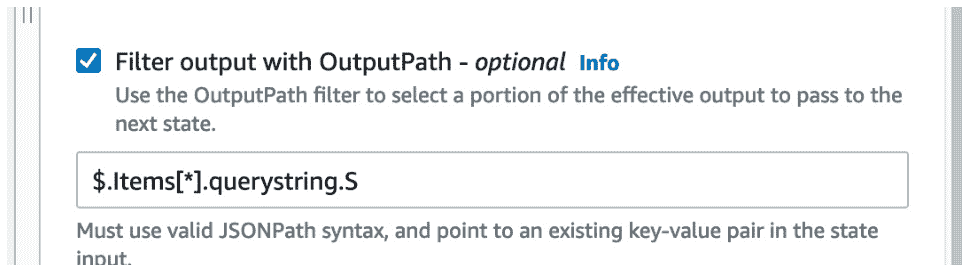 Filter output with OutputPath - optional Info
Use the OutputPath filter to select a portion of the effective output to pass to the
next state.
$.Items[*].querystring.S
Must use valid JSONPath syntax, and point to an existing key-value pair in the state
input.